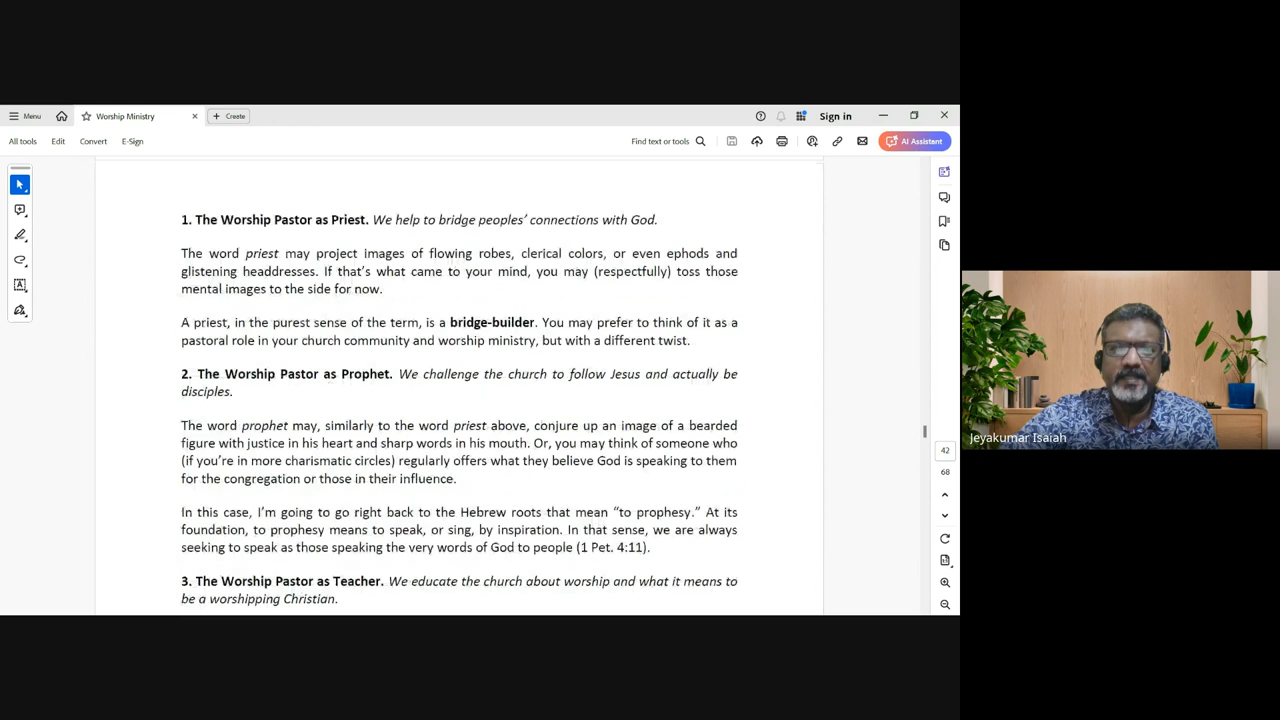 Menu
Worship Ministry
Create
Sign in
All tools
Edit
Convert
E-Sign
Find text or tools
AI Assistant
1. The Worship Pastor as Priest. We help to bridge peoples’ connections with God.
The word priest may project images of flowing robes, clerical colors, or even ephods and
glistening headdresses. If that’s what came to your mind, you may (respectfully) toss those
mental images to the side for now.
A priest, in the purest sense of the term, is a bridge-builder. You may prefer to think of it as a
pastoral role in your church community and worship ministry, but with a different twist.
2. The Worship Pastor as Prophet. We challenge the church to follow Jesus and actually be
disciples.
The word prophet may, similarly to the word priest above, conjure up an image of a bearded
figure with justice in his heart and sharp words in his mouth. Or, you may think of someone who
(if you’re in more charismatic circles) regularly offers what they believe God is speaking to them
for the congregation or those in their influence.
In this case, I’m going to go right back to the Hebrew roots that mean “to prophesy.” At its
foundation, to prophesy means to speak, or sing, by inspiration. In that sense, we are always
seeking to speak as those speaking the very words of God to people (1 Pet. 4:11).
3. The Worship Pastor as Teacher. We educate the church about worship and what it means to
be a worshipping Christian.
42
68
Jeyakumar Isaiah